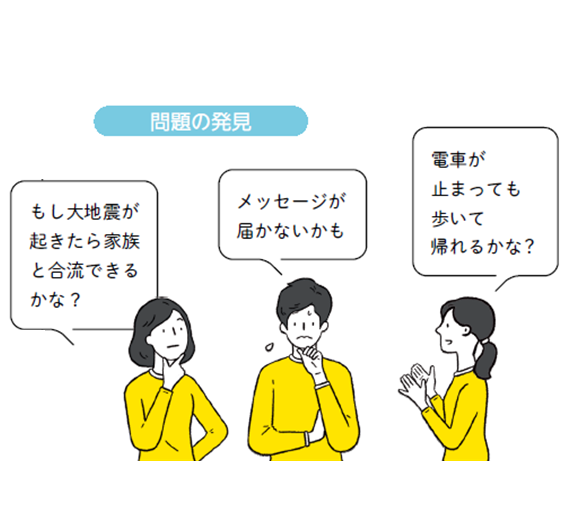 問題の発見
もし大地震が
起きたら家族
と合流できる
かな？
メッセージが
届かないかも
電車が
止まっても
歩いて
帰れるかな？